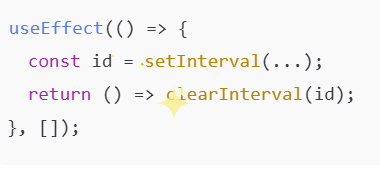 useEffect(() => {
  const id = setInterval(...);
  return () => clearInterval(id);
}, []);